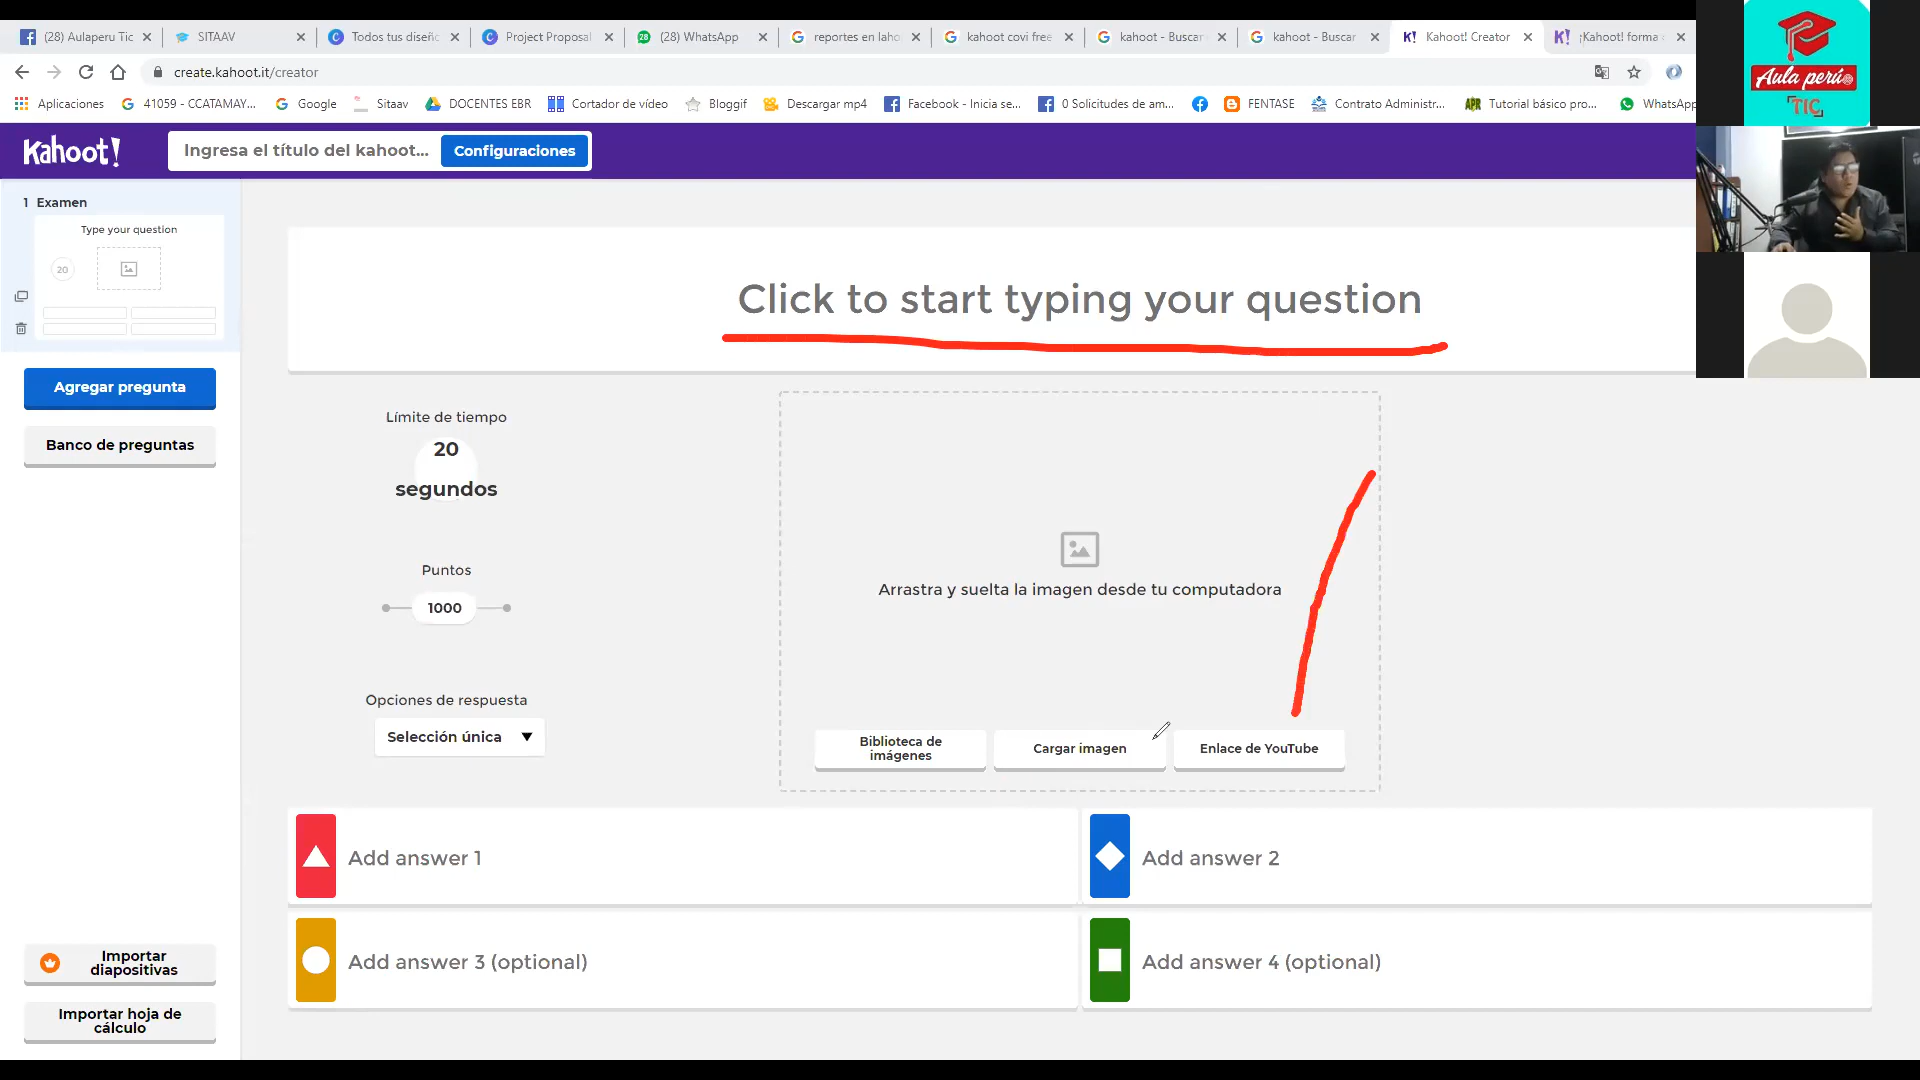 (28) Aulaperu Tic
SITAAV
Todos tus diseñ
Project Proposal
(28) WhatsApp
reportes en laho
kahoot covi free
kahoot - Buscar
kahoot - Buscar
Kahoot! Creator
¡Kahoot! forma
create.kahoot.it/creator
Aplicaciones
41059 - CCATAMAY...
Google
Sitaav
DOCENTES EBR
Cortador de vídeo
Bloggif
Descargar mp4
Facebook - Inicia se...
0 Solicitudes de am...
FENTASE
Contrato Administr...
Tutorial básico pro...
WhatsApp
Aula perú
TIC
Kahoot!
Ingresa el título del kahoot...
Configuraciones
1 Examen
Type your question
20
Agregar pregunta
Banco de preguntas
Importar
diapositivas
Importar hoja de
cálculo
Click to start typing your question
Límite de tiempo
20
segundos
Puntos
1000
Opciones de respuesta
Selección única
Arrastra y suelta la imagen desde tu computadora
Biblioteca de
imágenes
Cargar imagen
Enlace de YouTube
Add answer 1
Add answer 2
Add answer 3 (optional)
Add answer 4 (optional)